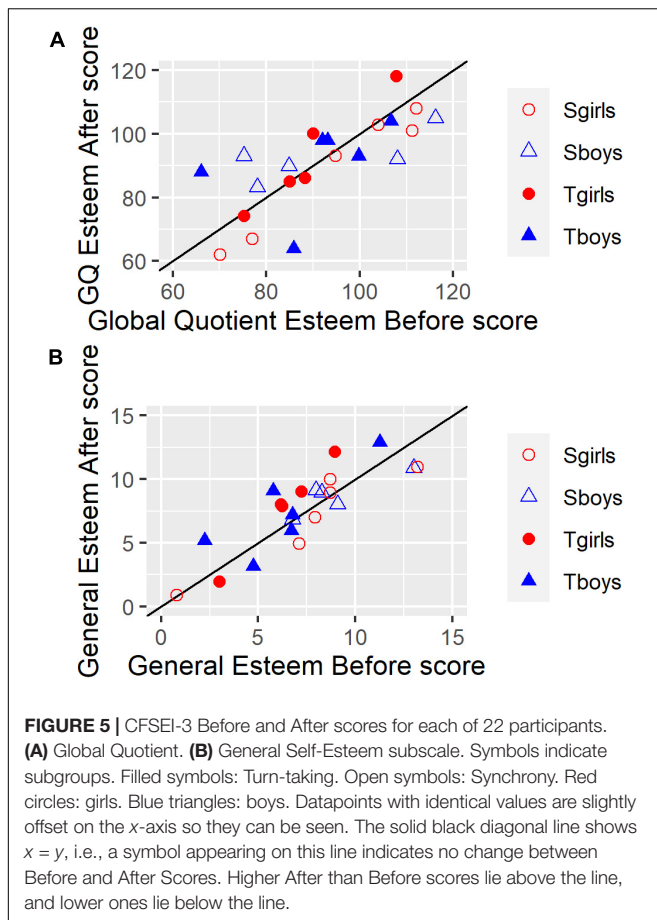 A
GQ Esteem After score
120
100
80
60
60 80 100 120
Global Quotient Esteem Before score
Sgirls
Sboys
Tgirls
Tboys
B
General Esteem After score
15
10
5
0
0 5 10 15
General Esteem Before score
Sgirls
Sboys
Tgirls
Tboys
FIGURE 5 | CFSEI-3 Before and After scores for each of 22 participants.
(A) Global Quotient. (B) General Self-Esteem subscale. Symbols indicate
subgroups. Filled symbols: Turn-taking. Open symbols: Synchrony. Red
circles: girls. Blue triangles: boys. Datapoints with identical values are slightly
offset on the x-axis so they can be seen. The solid black diagonal line shows
x = y, i.e., a symbol appearing on this line indicates no change between
Before and After Scores. Higher After than Before scores lie above the line,
and lower ones lie below the line.